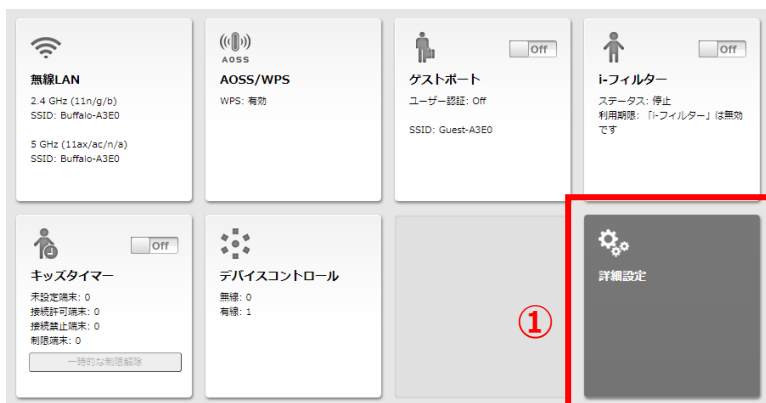 無線LAN
2.4 GHz (11n/g/b)
SSID: Buffalo-A3E0
5 GHz (11ax/ac/n/a)
SSID: Buffalo-A3E0
AOSS
AOSS/WPS
WPS: 有効
Off
ゲストポート
ユーザー認証: Off
SSID: Guest-A3E0
Off
i-フィルター
ステータス: 停止
利用期限: 「i-フィルター」は無効
です
Off
キッズタイマー
未設定端末: 0
接続許可端末: 0
接続禁止端末: 0
制限端末: 0
一時的な制限解除
デバイスコントロール
無線: 0
有線: 1
①
詳細設定